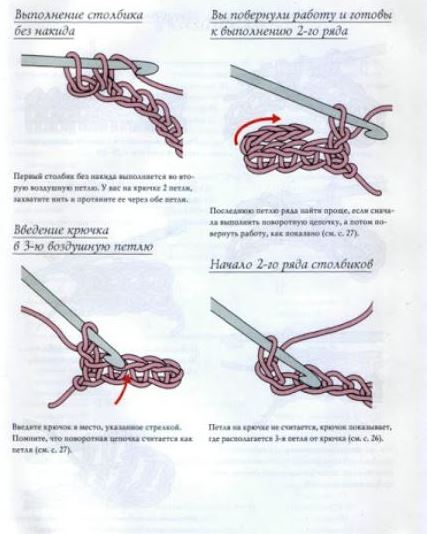 Выполнение столбика
без накида
Первый столбик без накида выполняется во вто-
рую воздушную петлю. У вас на крючке 2 петли,
захватите нить и протяните ее через обе петли.
Вы повернули работу и готовы
к выполнению 2-го ряда
Последнюю петлю ряда найти проще, если снача-
ла выполнить поворотную цепочку, а потом по-
вернуть работу, как показано (см. с. 27).
Введение крючка
в 3-ю воздушную петлю
Введите крючок в место, указанное стрелкой.
Помните, что поворотная цепочка считается как
петля (см. с. 27).
Начало 2-го ряда столбиков
Петля на крючке не считается, крючок показывает,
где располагается 3-я петля от крючка (см. с. 26).